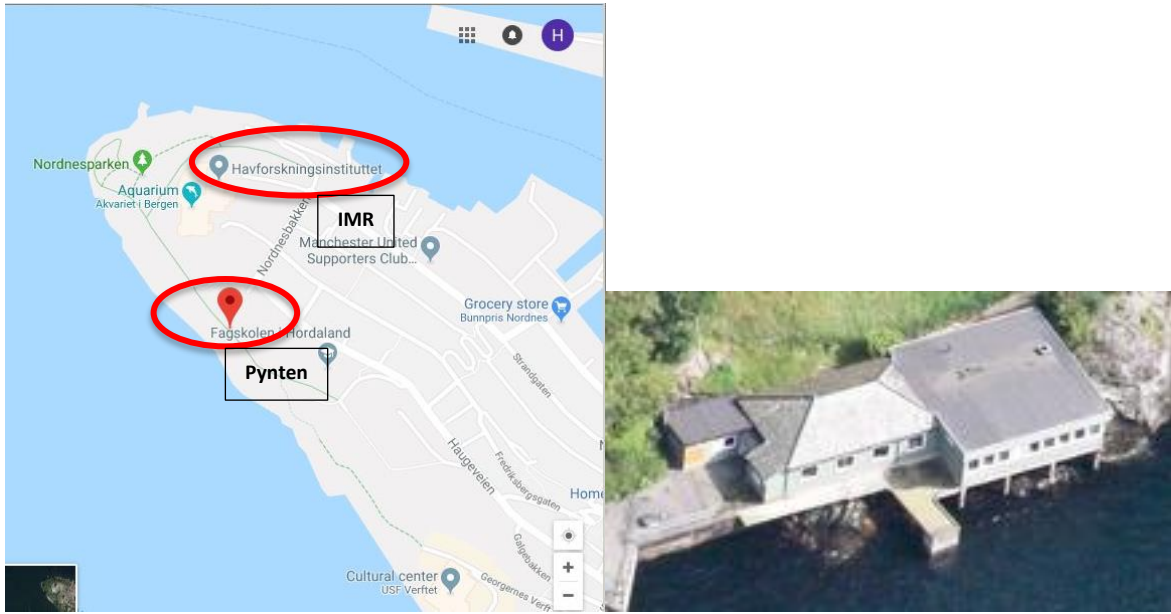 H
Nordnesparken
Havforskningsinstituttet
Aquarium
Akvariet i Bergen
IMR
Nordnesbakken
Manchester United
Supporters Club...
Grocery store
Bunnpris Nordnes
Fagskolen i Hordaland
Pynten
Strandgaten
Haugeveien
Fredriksbergsgaten
Home
Galgebakken
Cultural center
USF Verftet
Georgernes Verft
+
−